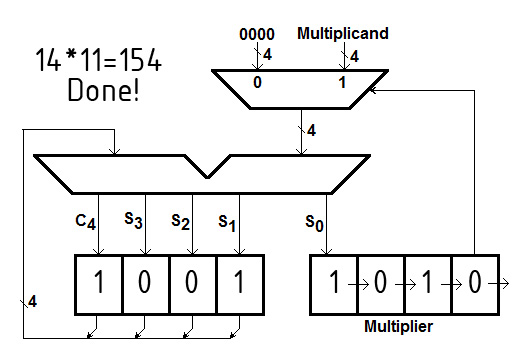 0000 Multiplicand
14*11=154
Done!
4 4
0 1
4
C4 S3 S2 S1 S0
1 0 0 1 1 0 1 0
4
Multiplier